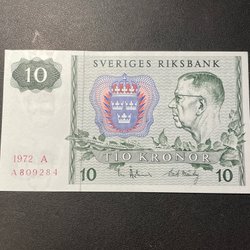 10 SVERIGES RIKSBANK
1972 A
A809284
TIO KRONOR
10 10